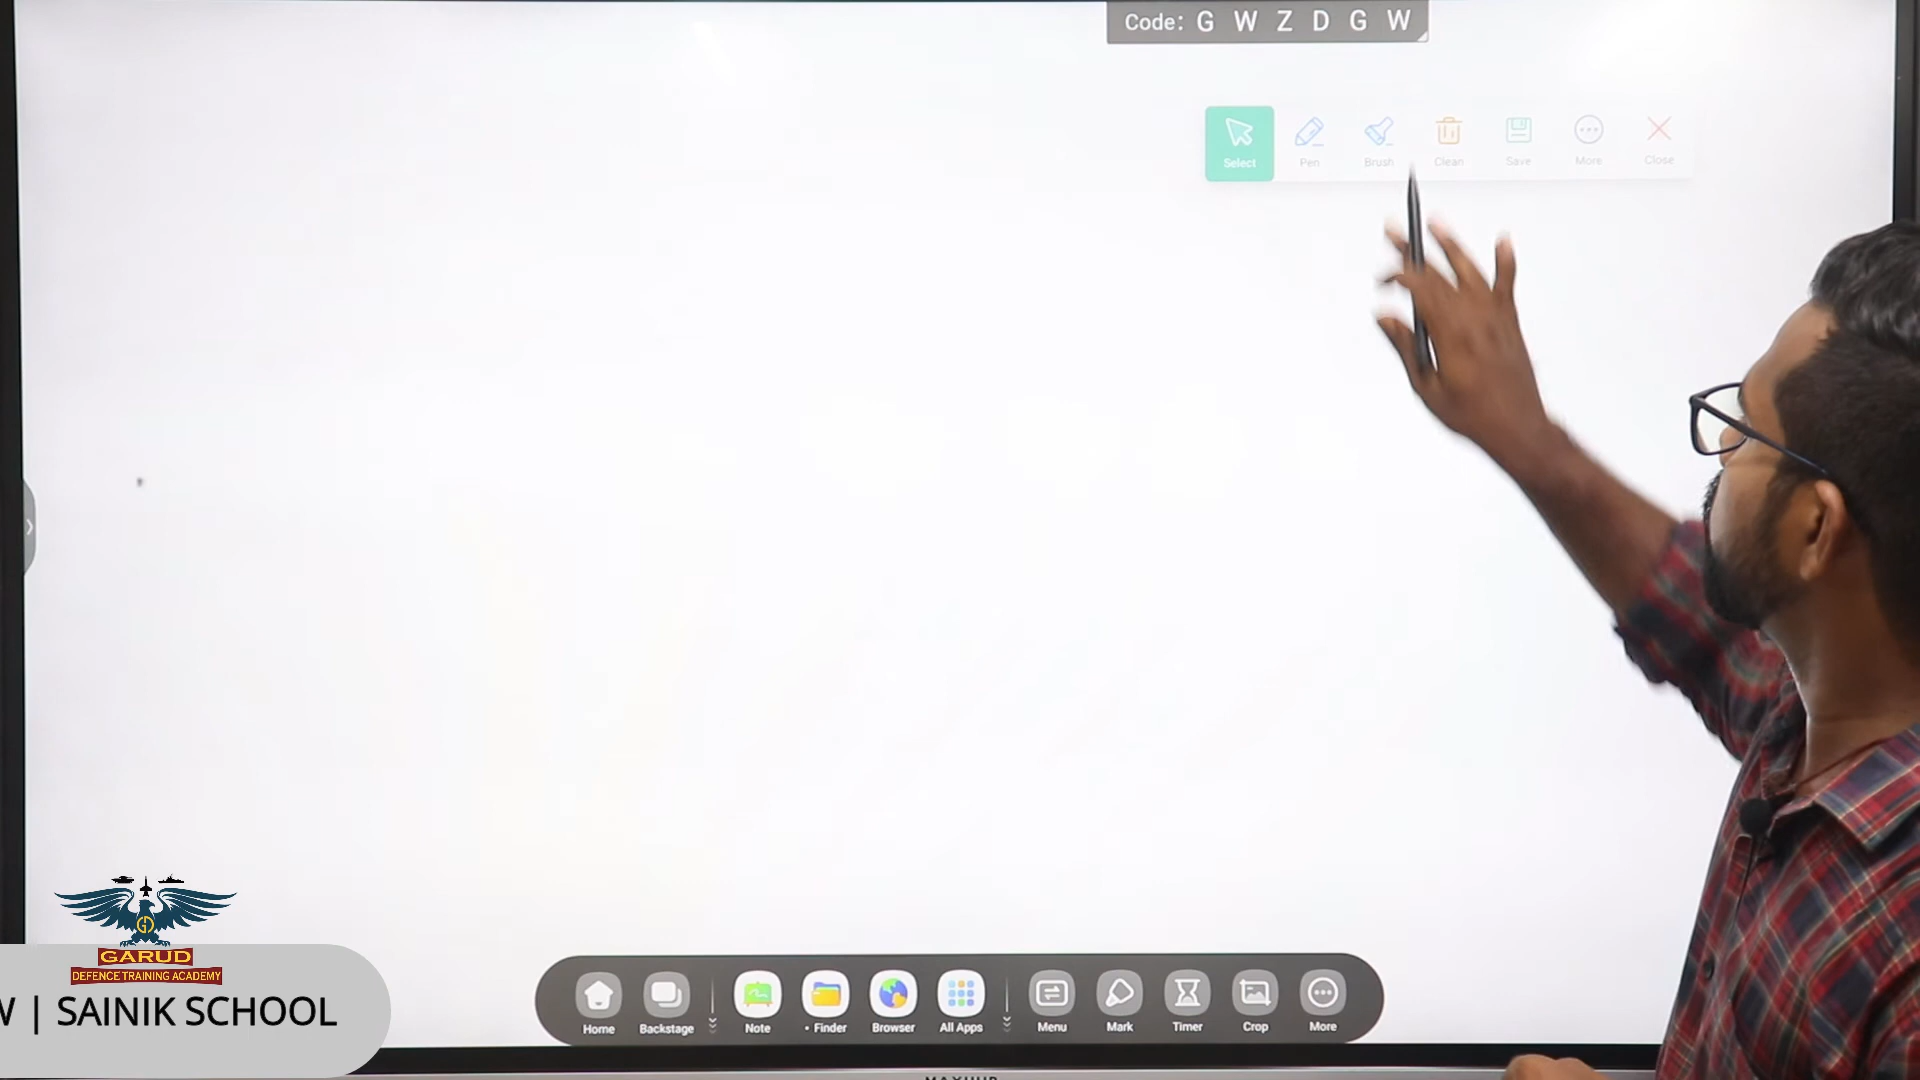 Code: G W Z D G W
Select Pen Brush Clean Save More Close
GARUD
DEFENCE TRAINING ACADEMY
W | SAINIK SCHOOL
Home Backstage Note • Finder Browser All Apps Menu Mark Timer Crop More